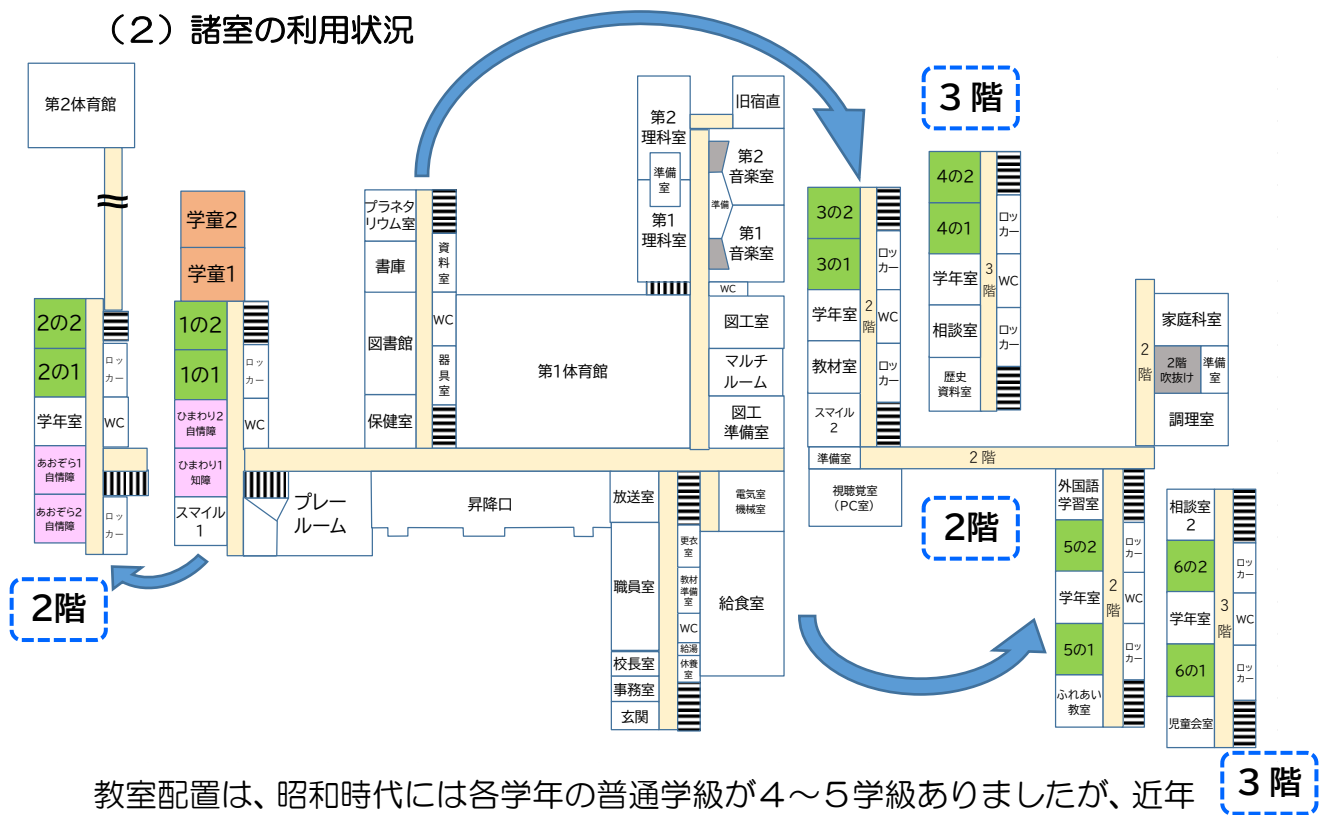 （2）諸室の利用状況
第2体育館
2の2
2の1
学年室
あおぞら1
自情障
あおぞら2
自情障
ロッ
カー
WC
ロッ
カー
2階
学童2
学童1
1の2
1の1
ひまわり2
自情障
ひまわり1
知障
スマイル
1
ロッ
カー
WC
プレー
ルーム
プラネタ
リウム室
書庫
図書館
保健室
資
料
室
WC
器
具
室
第1体育館
昇降口
第2
理科室
準備
室
第1
理科室
旧宿直
第2
音楽室
準備
第1
音楽室
WC
図工室
マルチ
ルーム
図工
準備室
放送室
職員室
校長室
事務室
玄関
更衣
室
教材
準備
室
WC
給湯
休養
室
電気室
機械室
給食室
3の2
3の1
学年室
教材室
スマイル
2
準備室
視聴覚室
（PC室）
2
階
ロッ
カー
WC
ロッ
カー
2階
2階
3階
4の2
4の1
学年室
相談室
歴史
資料室
3
階
ロッ
カー
WC
ロッ
カー
2
階
家庭科室
2階
吹抜け
準備
室
調理室
外国語
学習室
5の2
学年室
5の1
ふれあい
教室
2
階
ロッ
カー
WC
ロッ
カー
相談室
2
6の2
学年室
6の1
児童会室
3
階
ロッ
カー
WC
ロッ
カー
3階
教室配置は、昭和時代には各学年の普通学級が４～５学級ありましたが、近年